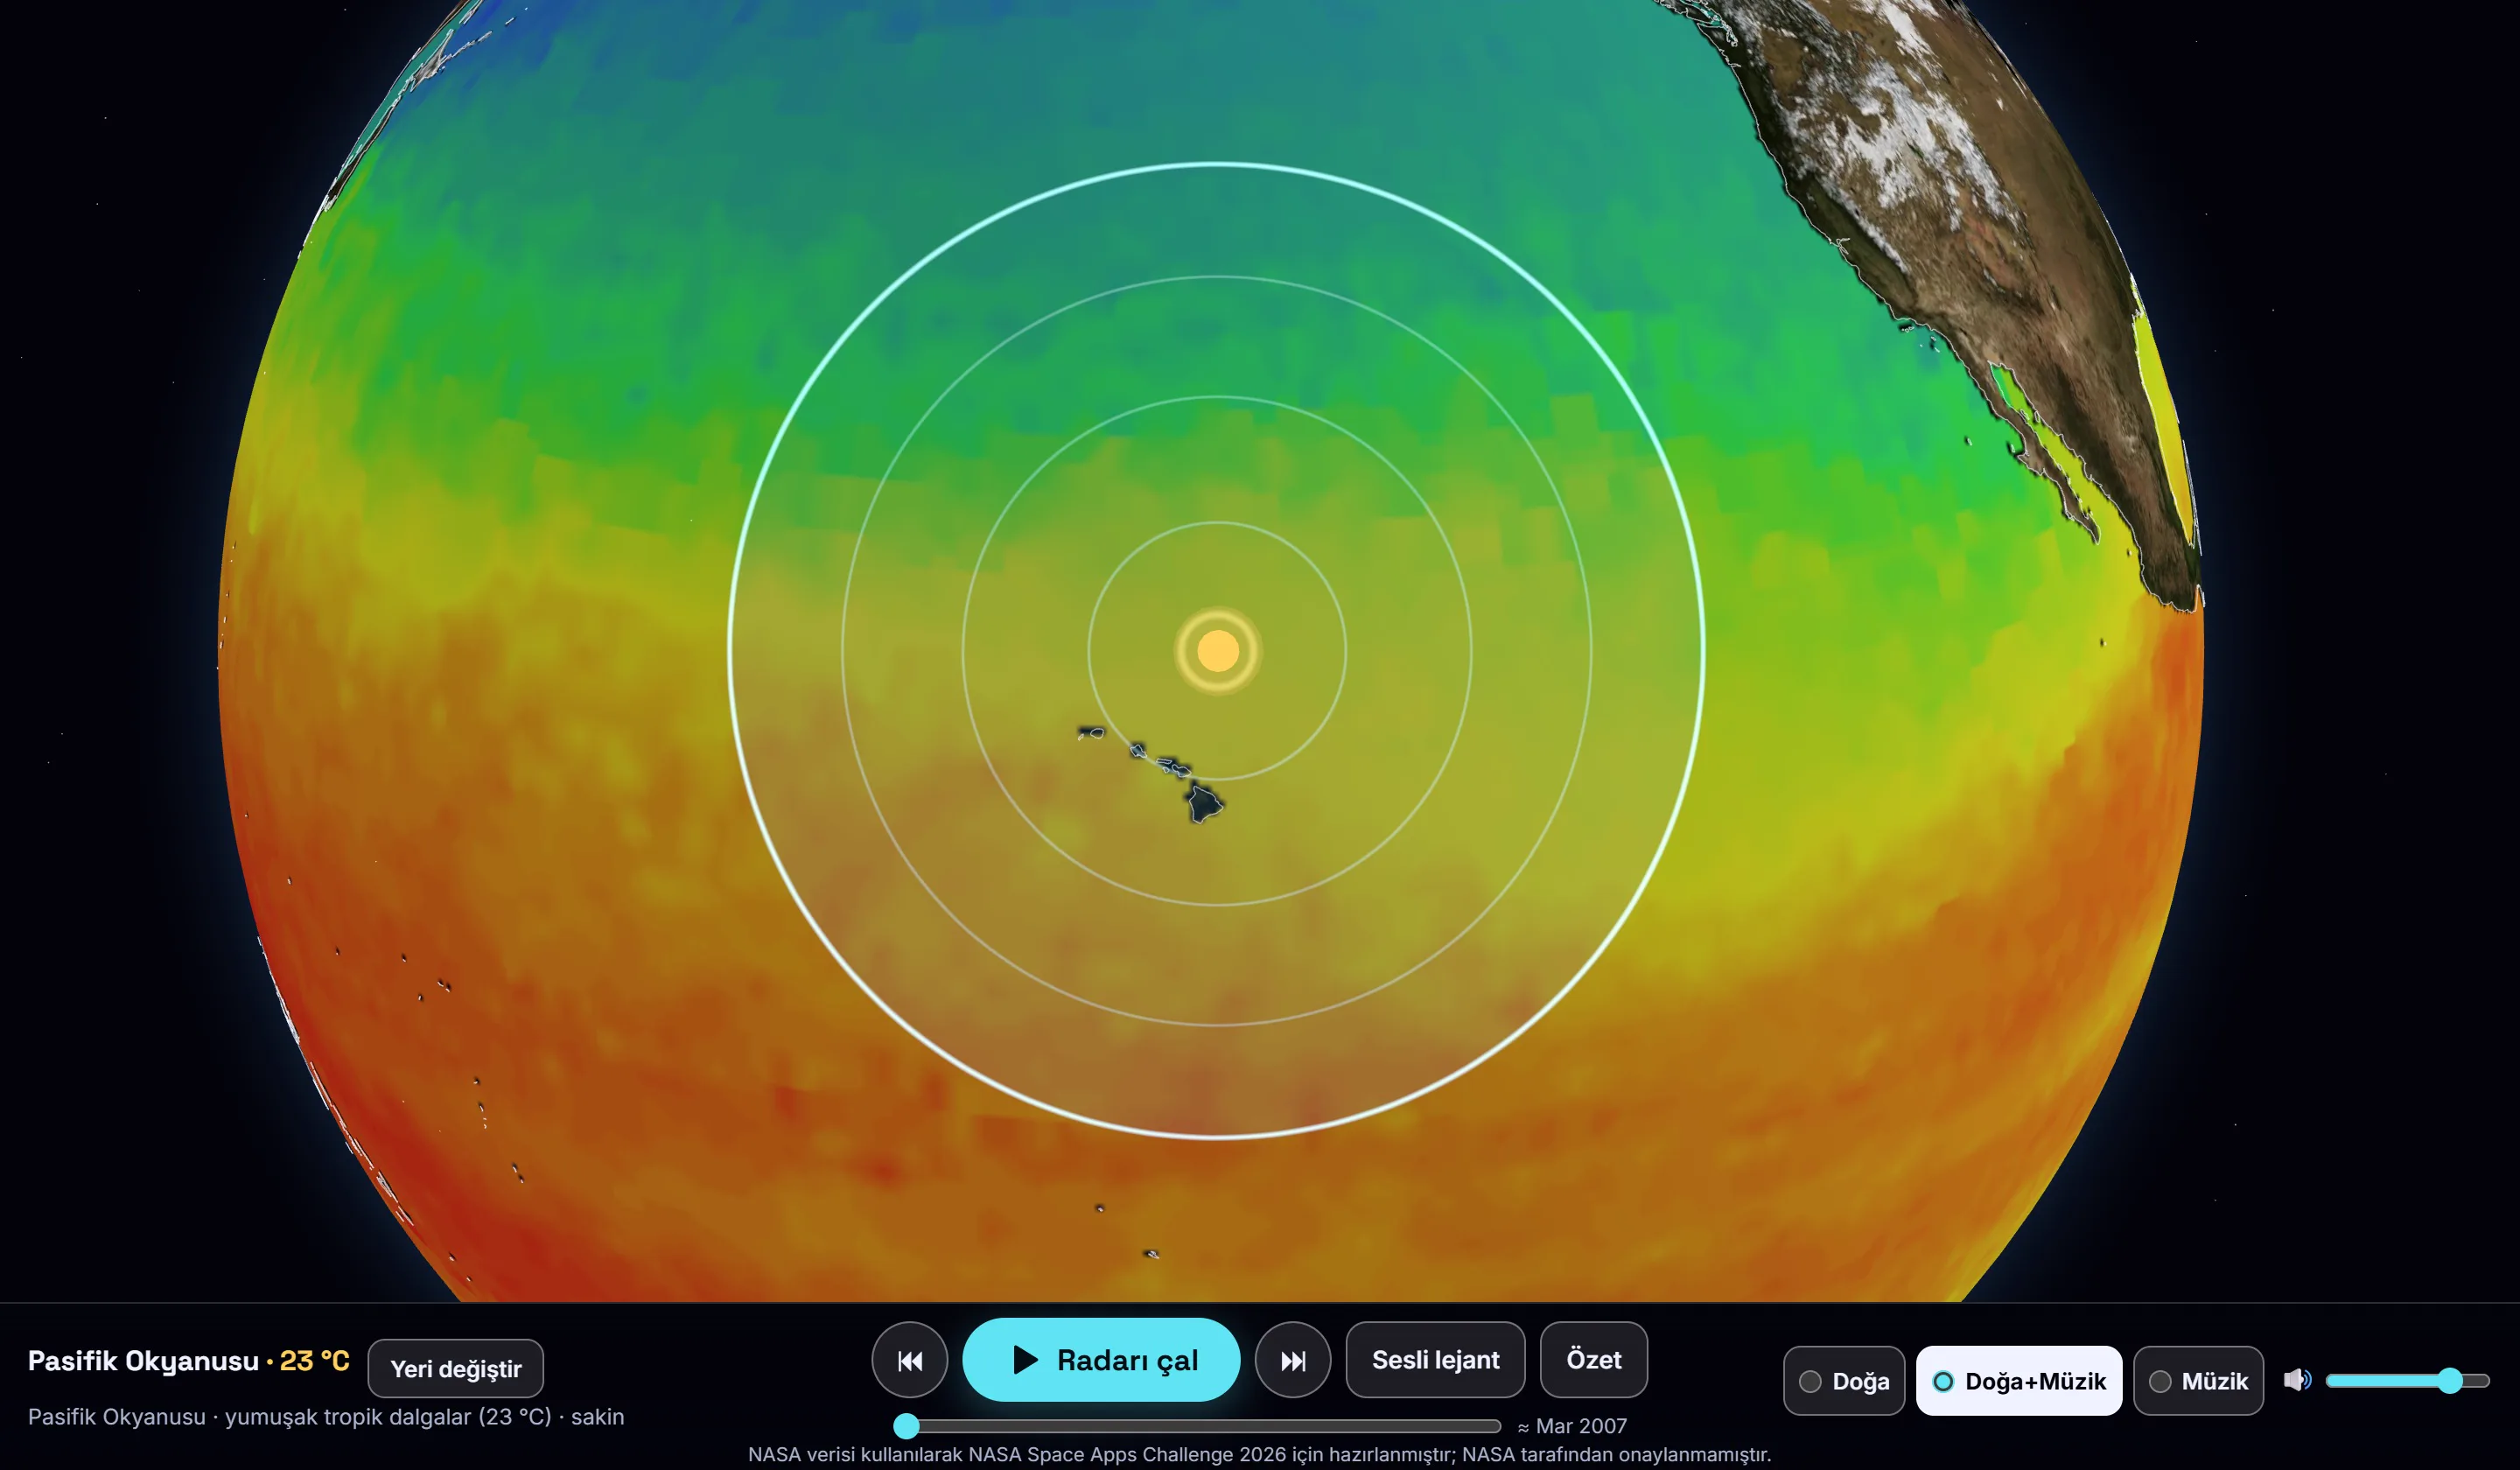 Pasifik Okyanusu · 23 °C
Yeri değiştir
Pasifik Okyanusu · yumuşak tropik dalgalar (23 °C) · sakin
Radarı çal
Sesli lejant
Özet
≈ Mar 2007
Doğa
Doğa+Müzik
Müzik
NASA verisi kullanılarak NASA Space Apps Challenge 2026 için hazırlanmıştır; NASA tarafından onaylanmamıştır.